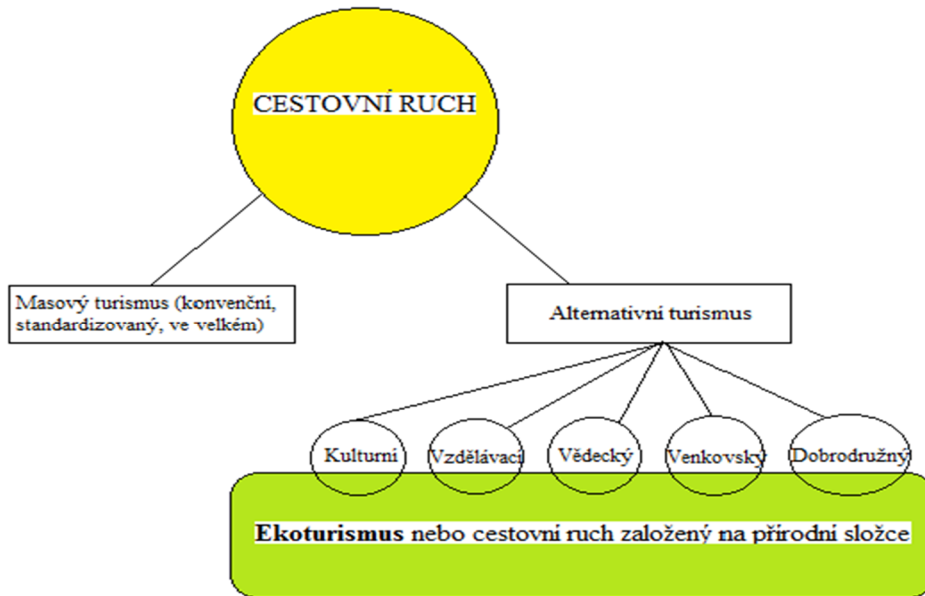 CESTOVNÍ RUCH
Masový turismus (konvenční,
standardizovaný, ve velkém)
Alternativní turismus
Kulturní
Vzdělávací
Vědecký
Venkovský
Dobrodružný
Ekoturismus nebo cestovní ruch založený na přírodní složce